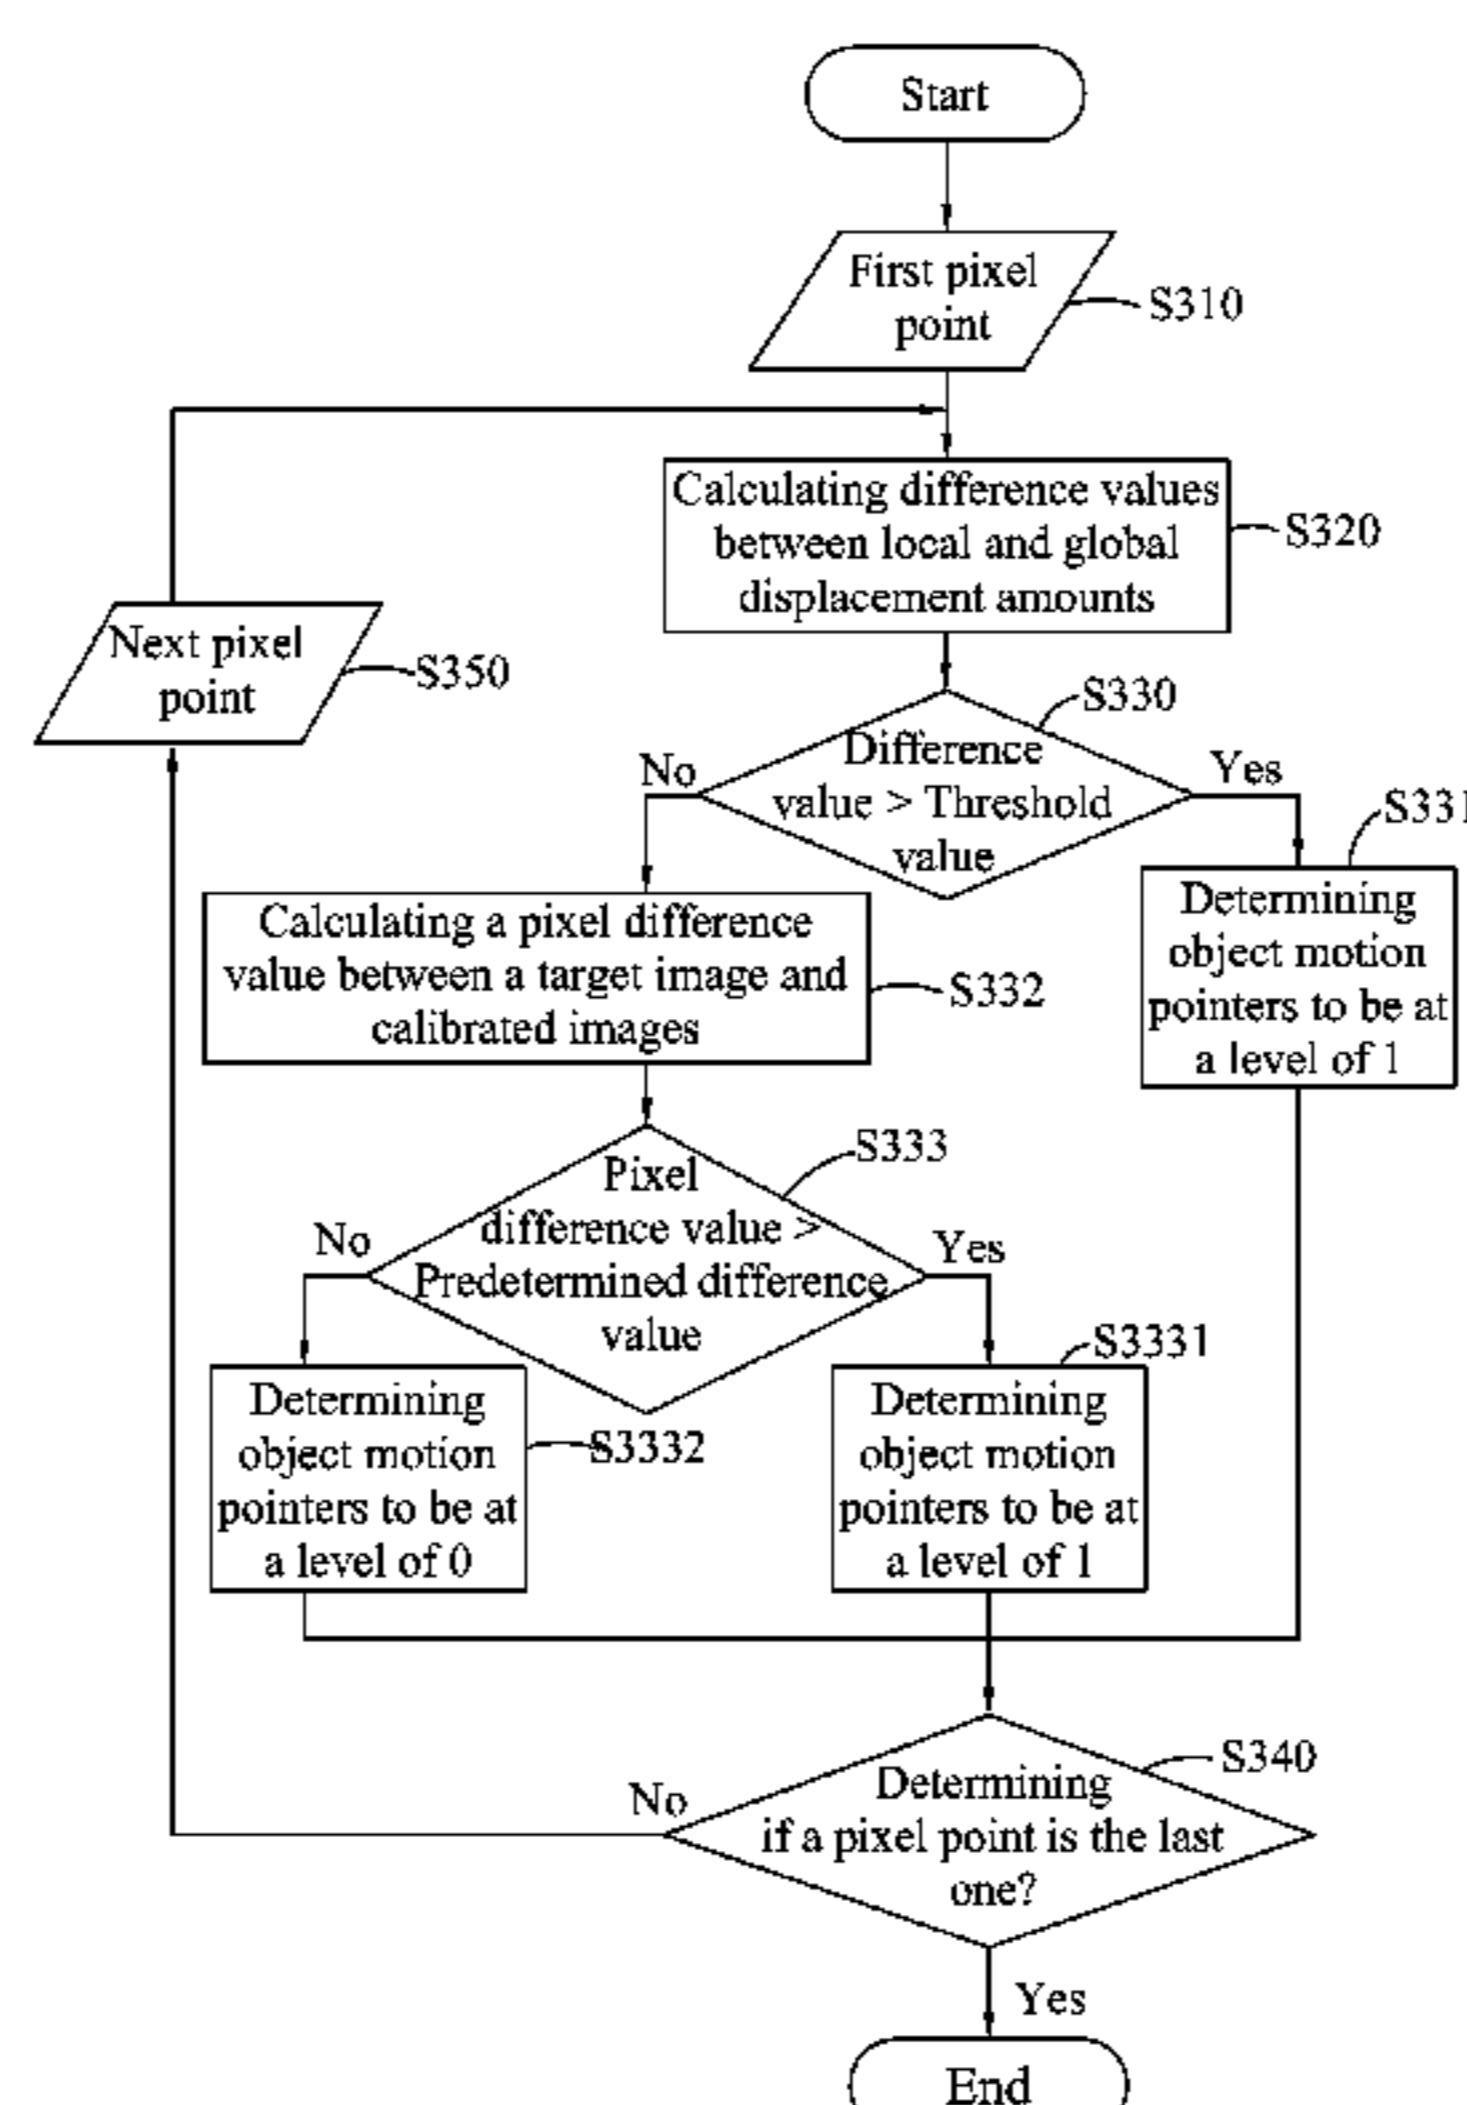 Start
First pixel
point
S310
Calculating difference values
between local and global
displacement amounts
S320
Next pixel
point
S350
S330
Difference
value > Threshold
value
No
Yes
S331
Determining
object motion
pointers to be at
a level of 1
Calculating a pixel difference
value between a target image and
calibrated images
S332
S333
Pixel
difference value >
Predetermined difference
value
No
Yes
S3331
Determining
object motion
pointers to be at
a level of 0
S3332
Determining
object motion
pointers to be at
a level of 1
S340
Determining
if a pixel point is the last
one?
No
Yes
End